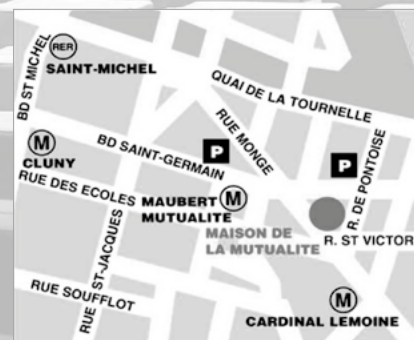 RER
SAINT-MICHEL
BD ST MICHEL
QUAI DE LA TOURNELLE
RUE MONGE
BD SAINT-GERMAIN
P
P
M
CLUNY
R. DE PONTOISE
RUE DES ECOLES
MAUBERT
MUTUALITE
M
MAISON DE
LA MUTUALITE
R. ST VICTOR
RUE ST-JACQUES
RUE SOUFFLOT
M
CARDINAL LEMOINE